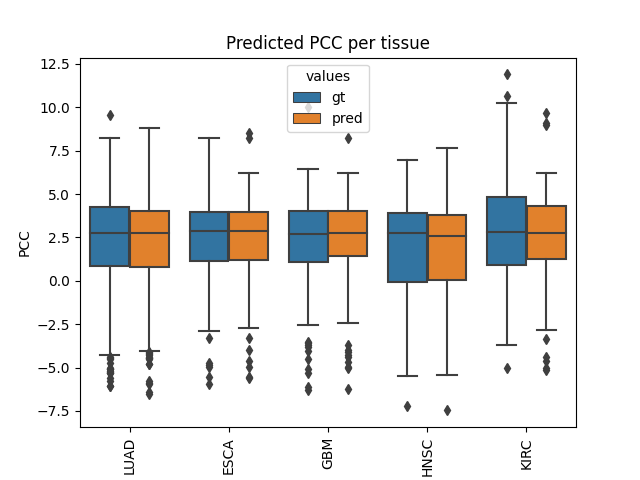 Predicted PCC per tissue
values
gt
pred
PCC
12.5
10.0
7.5
5.0
2.5
0.0
−2.5
−5.0
−7.5
LUAD
ESCA
GBM
HNSC
KIRC